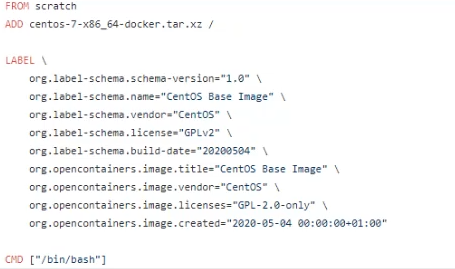 FROM scratch
ADD centos-7-x86_64-docker.tar.xz /
LABEL \
org.label-schema.schema-version="1.0" \
org.label-schema.name="CentOS Base Image" \
org.label-schema.vendor="CentOS" \
org.label-schema.license="GPLv2" \
org.label-schema.build-date="20200504" \
org.opencontainers.image.title="CentOS Base Image" \
org.opencontainers.image.vendor="CentOS" \
org.opencontainers.image.licenses="GPL-2.0-only" \
org.opencontainers.image.created="2020-05-04 00:00:00+01:00"
CMD ["/bin/bash"]